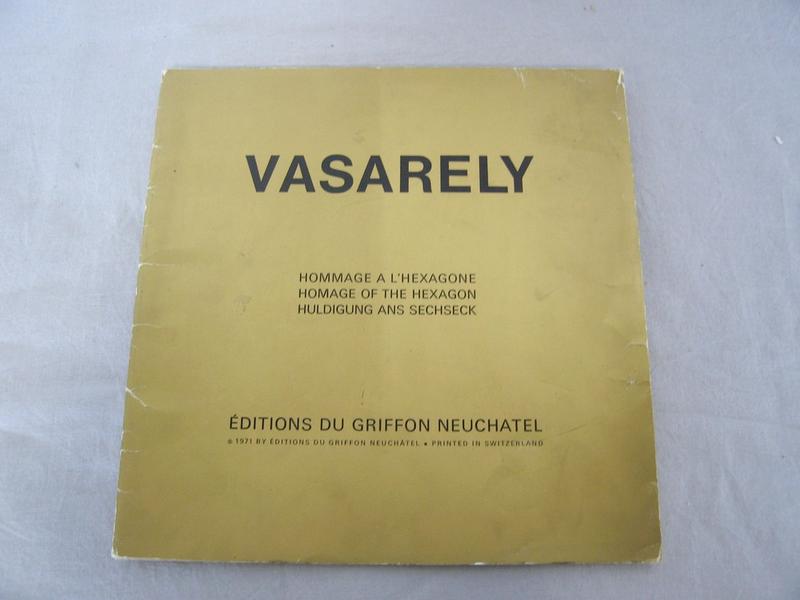 VASARELY
HOMMAGE A L'HEXAGONE
HOMAGE OF THE HEXAGON
HULDIGUNG ANS SECHSECK
ÉDITIONS DU GRIFFON NEUCHATEL
© 1971 BY ÉDITIONS DU GRIFFON NEUCHÂTEL • PRINTED IN SWITZERLAND